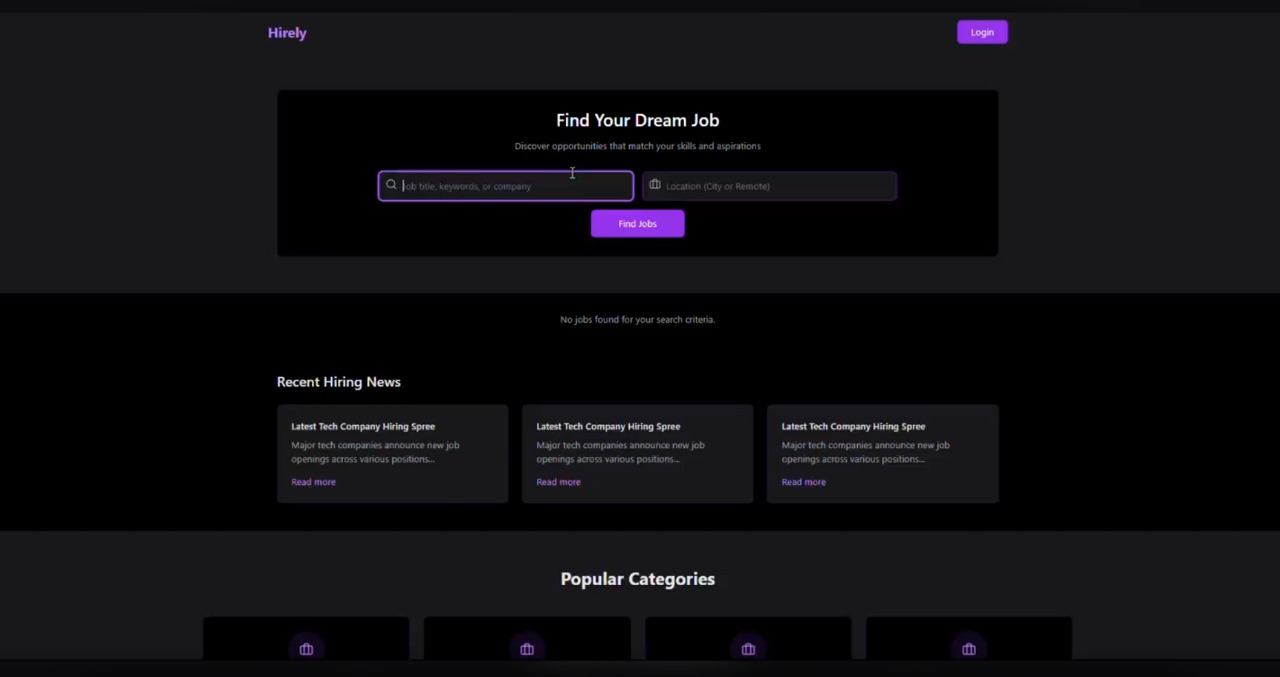 Hirely
Login
Find Your Dream Job
Discover opportunities that match your skills and aspirations
Job title, keywords, or company
Location (City or Remote)
Find Jobs
No jobs found for your search criteria.
Recent Hiring News
Latest Tech Company Hiring Spree
Major tech companies announce new job
openings across various positions...
Read more
Latest Tech Company Hiring Spree
Major tech companies announce new job
openings across various positions...
Read more
Latest Tech Company Hiring Spree
Major tech companies announce new job
openings across various positions...
Read more
Popular Categories